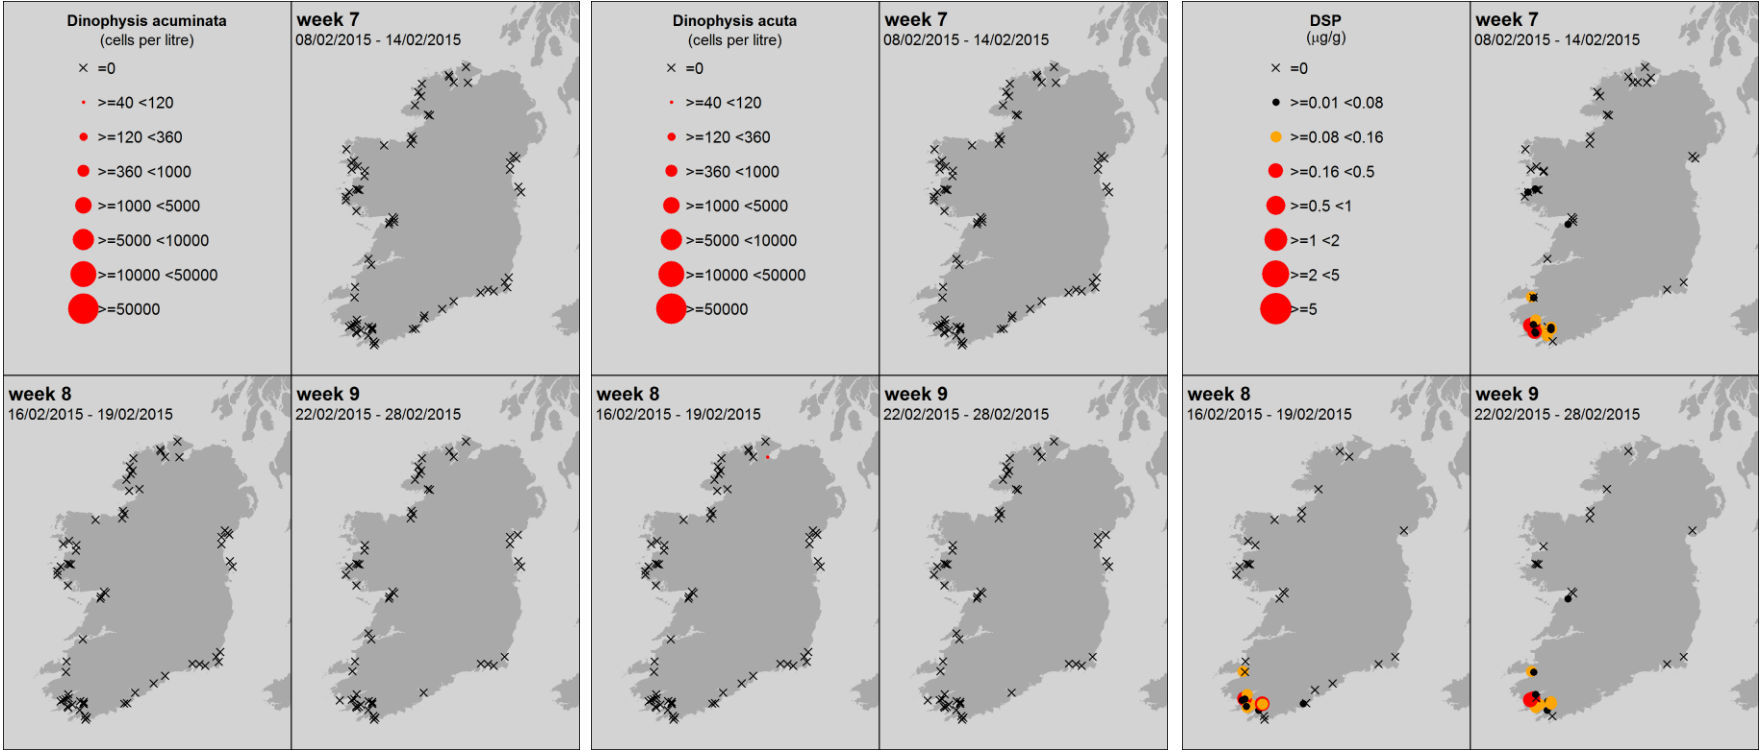 Dinophysis acuminata
(cells per litre)
=0
>=40 <120
>=120 <360
>=360 <1000
>=1000 <5000
>=5000 <10000
>=10000 <50000
>=50000
week 7
08/02/2015 - 14/02/2015
week 8
16/02/2015 - 19/02/2015
week 9
22/02/2015 - 28/02/2015
Dinophysis acuta
(cells per litre)
=0
>=40 <120
>=120 <360
>=360 <1000
>=1000 <5000
>=5000 <10000
>=10000 <50000
>=50000
week 7
08/02/2015 - 14/02/2015
week 8
16/02/2015 - 19/02/2015
week 9
22/02/2015 - 28/02/2015
DSP
(µg/g)
=0
>=0.01 <0.08
>=0.08 <0.16
>=0.16 <0.5
>=0.5 <1
>=1 <2
>=2 <5
>=5
week 7
08/02/2015 - 14/02/2015
week 8
16/02/2015 - 19/02/2015
week 9
22/02/2015 - 28/02/2015